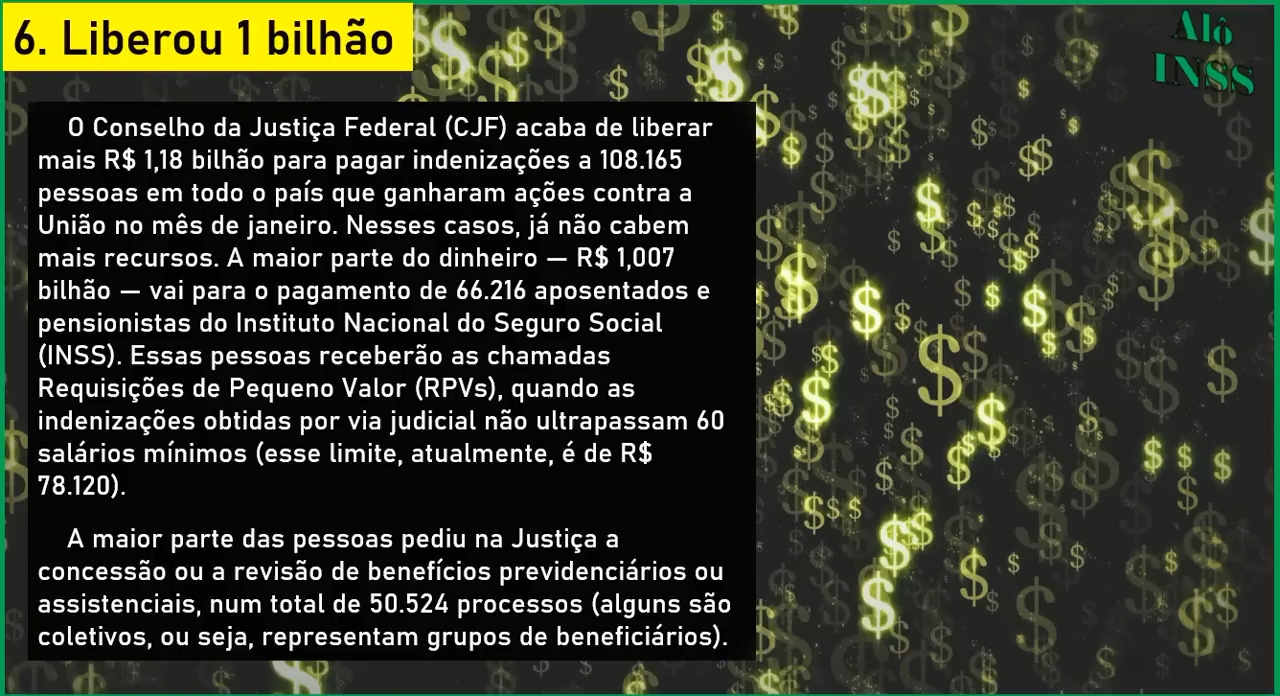 6. Liberou 1 bilhão
Alô
INSS
O Conselho da Justiça Federal (CJF) acaba de liberar
mais R$ 1,18 bilhão para pagar indenizações a 108.165
pessoas em todo o país que ganharam ações contra a
União no mês de janeiro. Nesses casos, já não cabem
mais recursos. A maior parte do dinheiro — R$ 1,007
bilhão — vai para o pagamento de 66.216 aposentados e
pensionistas do Instituto Nacional do Seguro Social
(INSS). Essas pessoas receberão as chamadas
Requisições de Pequeno Valor (RPVs), quando as
indenizações obtidas por via judicial não ultrapassam 60
salários mínimos (esse limite, atualmente, é de R$
78.120).
A maior parte das pessoas pediu na Justiça a
concessão ou a revisão de benefícios previdenciários ou
assistenciais, num total de 50.524 processos (alguns são
coletivos, ou seja, representam grupos de beneficiários).